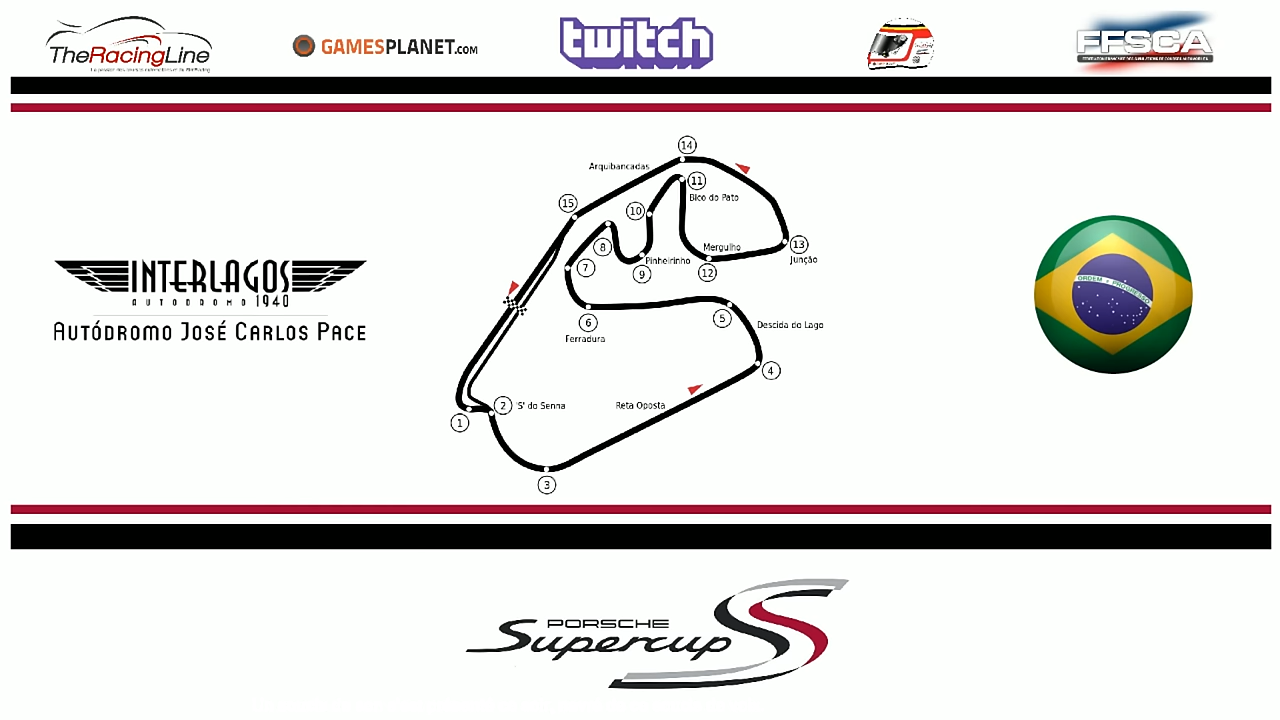 TheRacingLine
GAMESPLANET.COM
twitch
FFSCA
14
Arquibancadas
11
Bico do Pato
15
10
13
Mergulho
8
Junção
Pinheirinho
7
9
12
INTERLAGOS
AUTODROMO 1940
AUTÓDROMO JOSÉ CARLOS PACE
ORDEM E PROGRESSO
6
5
Descida do Lago
Ferradura
4
2
'S' do Senna
Reta Oposta
1
3
PORSCHE
Supercup